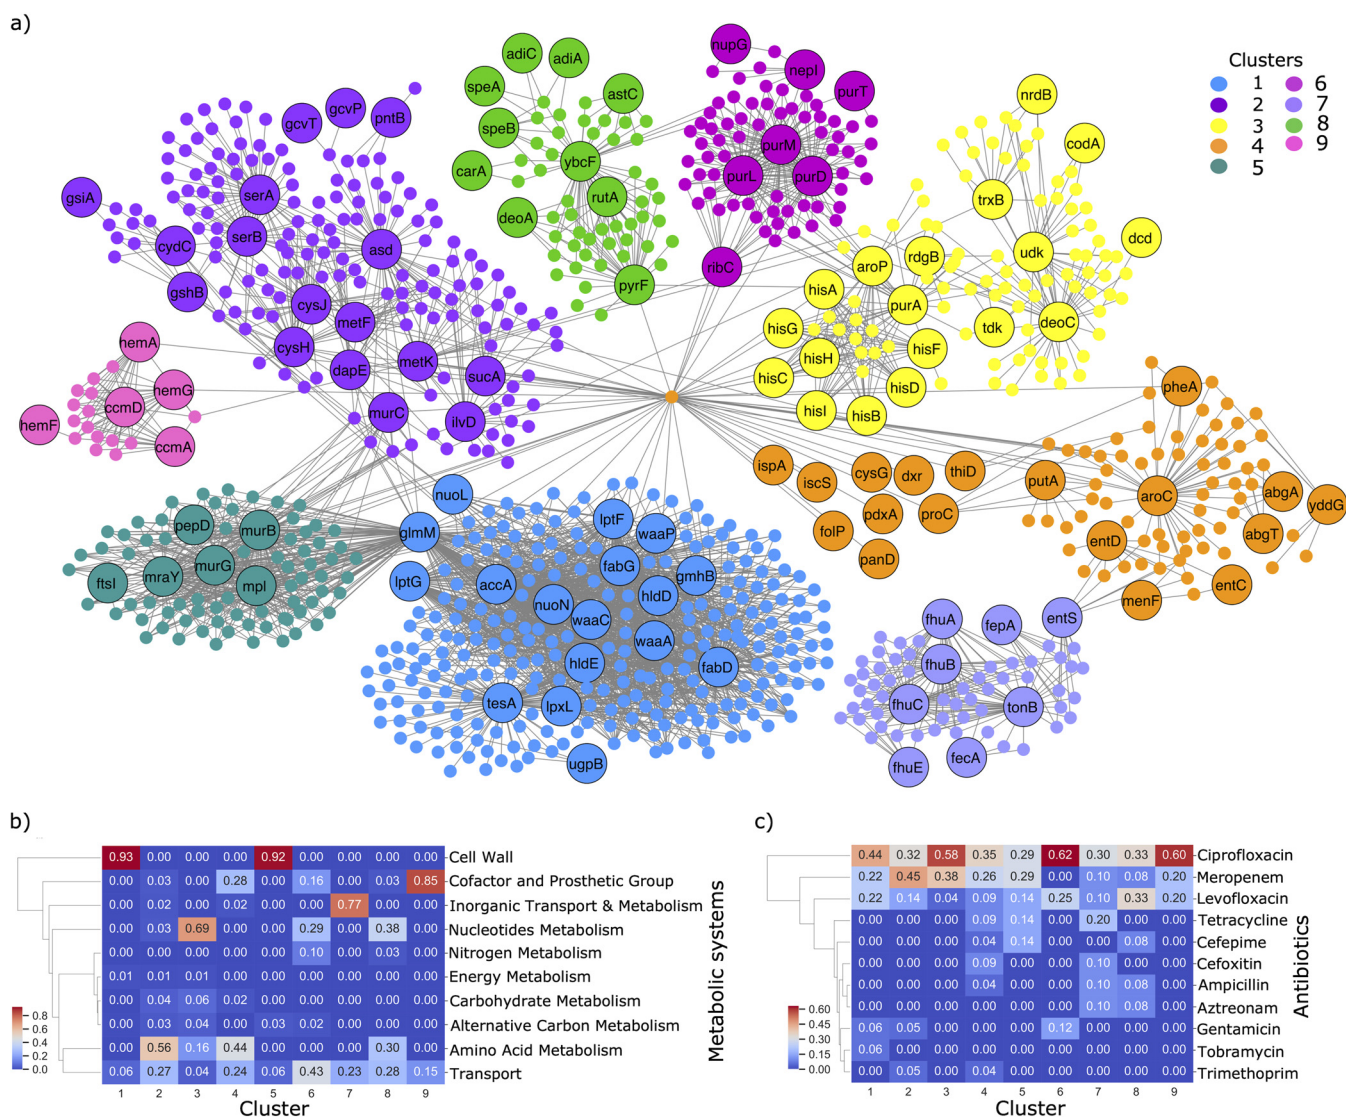 a)
Clusters
1 6
2 7
3 8
4 9
5
nupG
nepI
purT
purM
purL
purD
ribC
adiC
adiA
speA
astC
speB
ybcF
carA
rutA
deoA
pyrF
gcvT
gcvP
pntB
gsiA
serA
cydC
serB
asd
gshB
cysJ
metF
cysH
dapE
metK
sucA
murC
ilvD
nrdB
codA
trxB
dcd
udk
aroP
rdgB
hisA
purA
tdk
deoC
hisG
hisH
hisF
hisC
hisD
hisI
hisB
hemA
hemG
ccmD
hemF
ccmA
pheA
ispA
iscS
cysG
dxr
thiD
putA
aroC
abgA
yddG
pdxA
proC
folP
panD
entD
abgT
entC
menF
nuoL
glmM
lptF
waaP
pepD
murB
murG
ftsI
mraY
mpl
lptG
accA
fabG
gmhB
nuoN
hldD
waaC
waaA
hldE
fabD
tesA
lpxL
ugpB
fhuA
fepA
entS
fhuB
fhuC
tonB
fhuE
fecA
b)
0.93 0.00 0.00 0.00 0.92 0.00 0.00 0.00 0.00 Cell Wall
0.00 0.03 0.00 0.28 0.00 0.16 0.00 0.03 0.85 Cofactor and Prosthetic Group
0.00 0.02 0.00 0.02 0.00 0.00 0.77 0.00 0.00 Inorganic Transport & Metabolism
0.00 0.03 0.69 0.00 0.00 0.29 0.00 0.38 0.00 Nucleotides Metabolism
0.00 0.00 0.00 0.00 0.00 0.10 0.00 0.03 0.00 Nitrogen Metabolism
0.01 0.01 0.01 0.00 0.00 0.00 0.00 0.00 0.00 Energy Metabolism
0.00 0.04 0.06 0.02 0.00 0.00 0.00 0.00 0.00 Carbohydrate Metabolism
0.00 0.03 0.04 0.00 0.03 0.02 0.00 0.00 0.00 Alternative Carbon Metabolism
0.00 0.56 0.16 0.44 0.00 0.00 0.00 0.30 0.00 Amino Acid Metabolism
0.06 0.27 0.04 0.24 0.06 0.43 0.23 0.28 0.15 Transport
1 2 3 4 5 6 7 8 9
Cluster
Metabolic systems
0.8
0.6
0.4
0.2
0.0
c)
0.44 0.32 0.58 0.35 0.29 0.62 0.30 0.33 0.60 Ciprofloxacin
0.22 0.45 0.38 0.26 0.29 0.00 0.10 0.08 0.20 Meropenem
0.22 0.14 0.04 0.09 0.14 0.25 0.10 0.33 0.20 Levofloxacin
0.00 0.00 0.00 0.09 0.14 0.00 0.20 0.00 0.00 Tetracycline
0.00 0.00 0.00 0.04 0.14 0.00 0.00 0.08 0.00 Cefepime
0.00 0.00 0.00 0.09 0.00 0.00 0.10 0.00 0.00 Cefoxitin
0.00 0.00 0.00 0.04 0.00 0.00 0.10 0.08 0.00 Ampicillin
0.00 0.00 0.00 0.00 0.00 0.00 0.10 0.08 0.00 Aztreonam
0.06 0.05 0.00 0.00 0.00 0.12 0.00 0.00 0.00 Gentamicin
0.06 0.00 0.00 0.00 0.00 0.00 0.00 0.00 0.00 Tobramycin
0.00 0.05 0.00 0.04 0.00 0.00 0.00 0.00 0.00 Trimethoprim
1 2 3 4 5 6 7 8 9
Cluster
Antibiotics
0.60
0.45
0.30
0.15
0.00